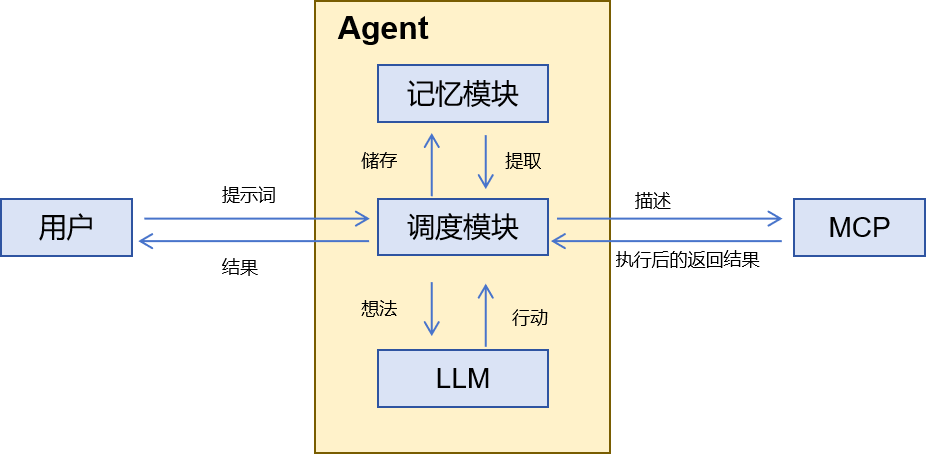 Agent
记忆模块
储存
提取
提示词
描述
用户
调度模块
MCP
结果
执行后的返回结果
想法
行动
LLM